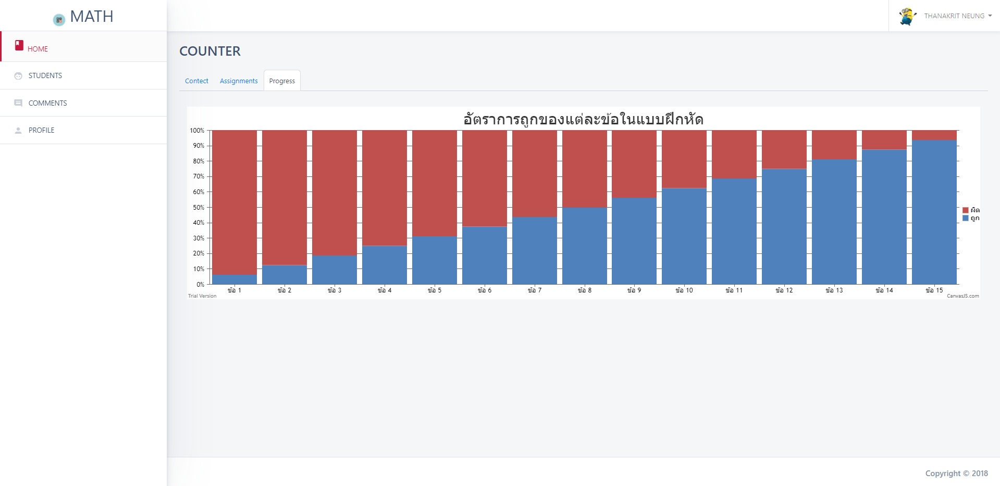 MATH
THANAKRIT NEUNG
HOME
STUDENTS
COMMENTS
PROFILE
COUNTER
Contect
Assignments
Progress
อัตราการถูกของแต่ละข้อในแบบฝึกหัด
100%
90%
80%
70%
60%
50%
40%
30%
20%
10%
0%
ข้อ 1
ข้อ 2
ข้อ 3
ข้อ 4
ข้อ 5
ข้อ 6
ข้อ 7
ข้อ 8
ข้อ 9
ข้อ 10
ข้อ 11
ข้อ 12
ข้อ 13
ข้อ 14
ข้อ 15
ผิด
ถูก
Trial Version
CanvasJS.com
Copyright © 2018